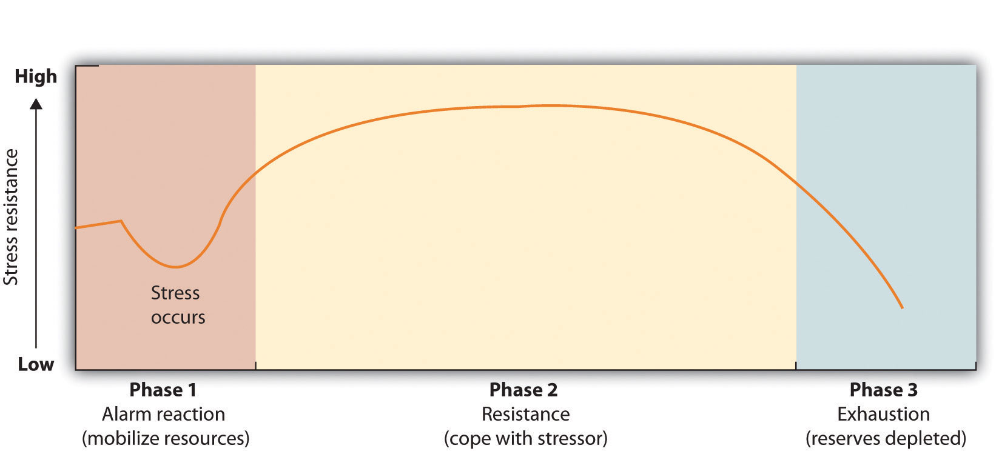 High
Stress resistance
Low
Stress
occurs
Phase 1
Alarm reaction
(mobilize resources)
Phase 2
Resistance
(cope with stressor)
Phase 3
Exhaustion
(reserves depleted)